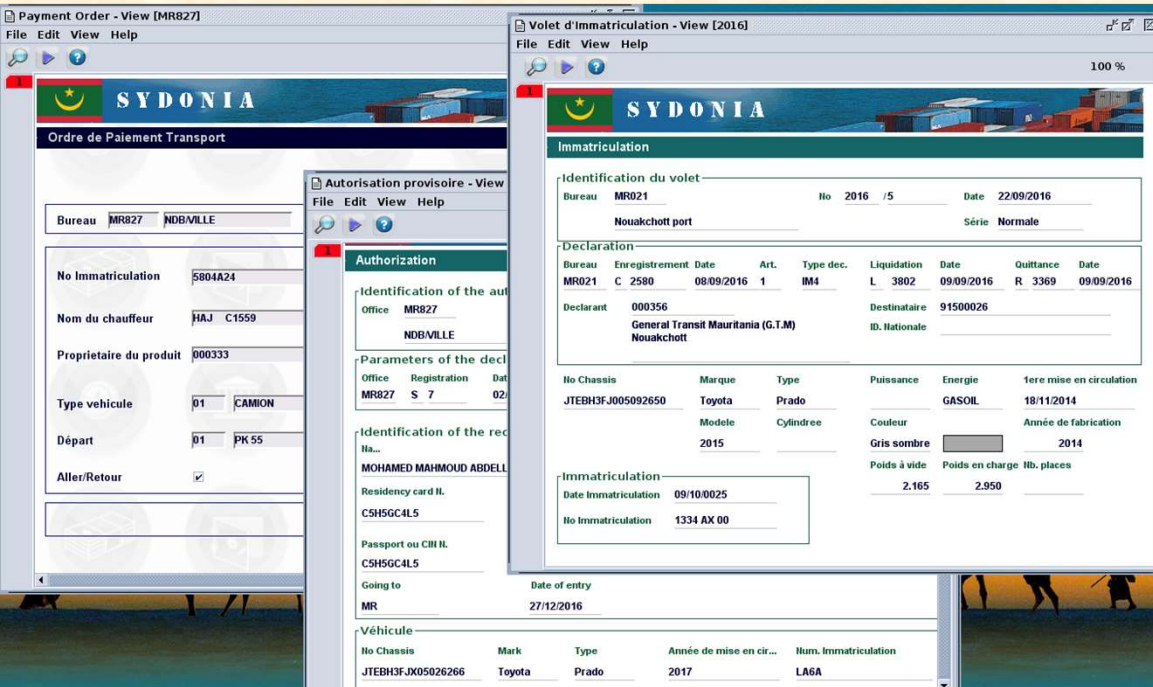 Payment Order - View [MR827]
File Edit View Help
1
SYDONIA
Ordre de Paiement Transport
Bureau MR827 NDB/VILLE
No Immatriculation 5804A24
Nom du chauffeur HAJ C1559
Proprietaire du produit 000333
Type vehicule 01 CAMION
Départ 01 PK 55
Aller/Retour
Autorisation provisoire - View
File Edit View Help
1
Authorization
Identification of the aut
Office MR827
NDB/VILLE
Parameters of the decl
Office Registration Dat
MR827 S 7 02/
Identification of the rec
Na...
MOHAMED MAHMOUD ABDELL
Residency card N.
C5H5GC4L5
Passport ou CIN N.
C5H5GC4L5
Going to Date of entry
MR 27/12/2016
Véhicule
No Chassis Mark Type Année de mise en cir... Num. Immatriculation
JTEBH3FJX05026266 Toyota Prado 2017 LA6A
Volet d'Immatriculation - View [2016]
File Edit View Help
100 %
1
SYDONIA
Immatriculation
Identification du volet
Bureau MR021 No 2016 /5 Date 22/09/2016
Nouakchott port Série Normale
Declaration
Bureau Enregistrement Date Art. Type dec. Liquidation Date Quittance Date
MR021 C 2580 08/09/2016 1 IM4 L 3802 09/09/2016 R 3369 09/09/2016
Declarant 000356 Destinataire 91500026
General Transit Mauritania (G.T.M) ID. Nationale
Nouakchott
No Chassis Marque Type Puissance Energie 1ere mise en circulation
JTEBH3FJ005092650 Toyota Prado GASOIL 18/11/2014
Modele Cylindree Couleur Année de fabrication
2015 Gris sombre 2014
Poids à vide Poids en charge Nb. places
2.165 2.950
Immatriculation
Date Immatriculation 09/10/0025
No Immatriculation 1334 AX 00